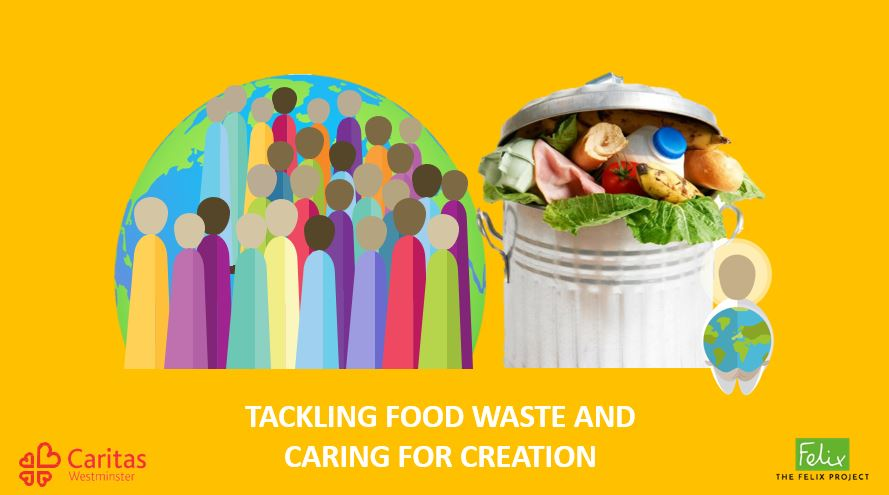 TACKLING FOOD WASTE AND
CARING FOR CREATION
Caritas
Westminster
Felix
THE FELIX PROJECT